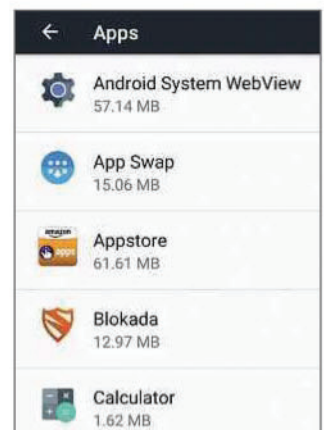 ← Apps
Android System WebView
57.14 MB
App Swap
15.06 MB
amazon
apps
Appstore
61.61 MB
Blokada
12.97 MB
Calculator
1.62 MB